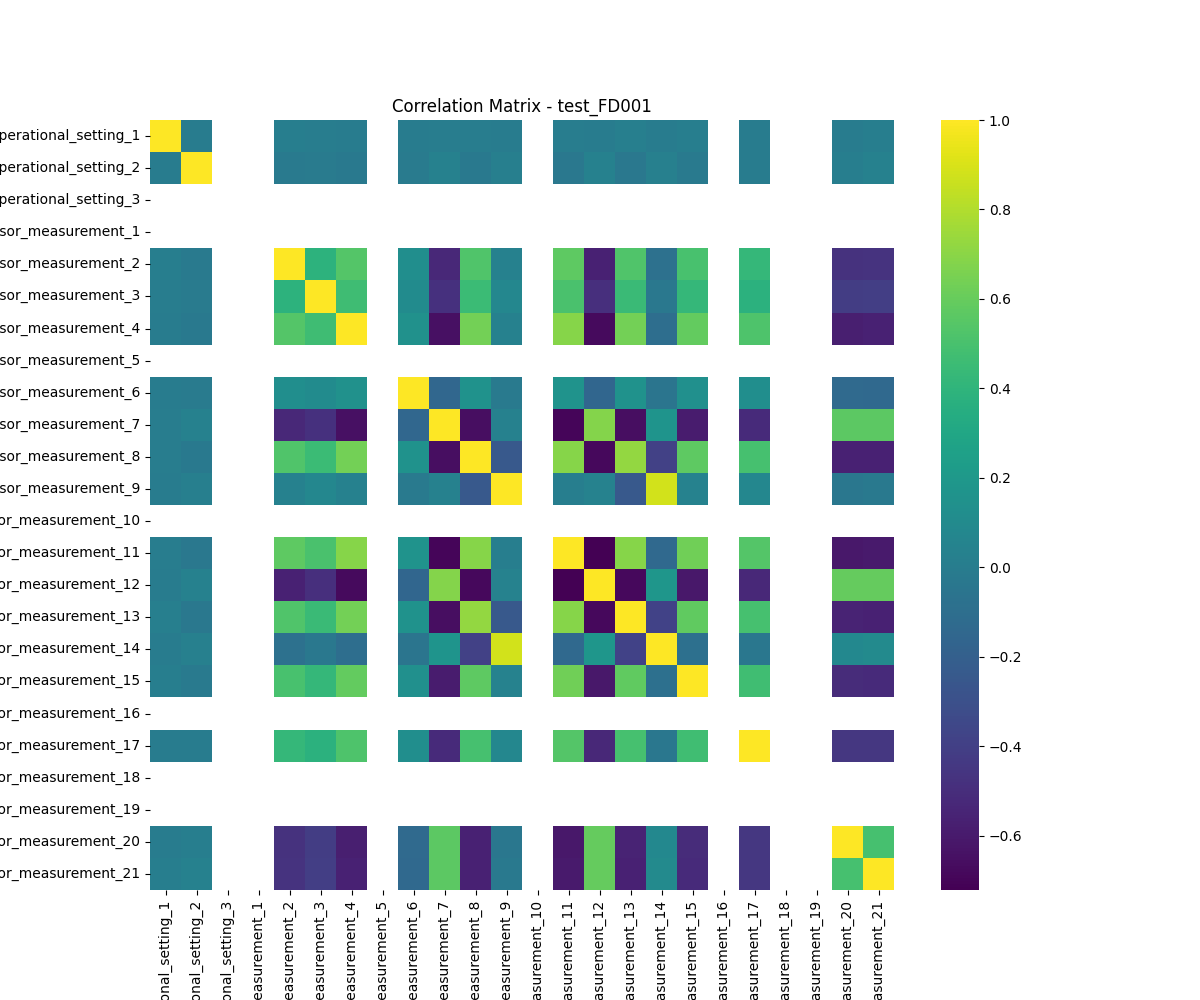 Correlation Matrix - test_FD001
perational_setting_1
perational_setting_2
perational_setting_3
sor_measurement_1
sor_measurement_2
sor_measurement_3
sor_measurement_4
sor_measurement_5
sor_measurement_6
sor_measurement_7
sor_measurement_8
sor_measurement_9
or_measurement_10
or_measurement_11
or_measurement_12
or_measurement_13
or_measurement_14
or_measurement_15
or_measurement_16
or_measurement_17
or_measurement_18
or_measurement_19
or_measurement_20
or_measurement_21
onal_setting_1
onal_setting_2
onal_setting_3
easurement_1
easurement_2
easurement_3
easurement_4
easurement_5
easurement_6
easurement_7
easurement_8
easurement_9
asurement_10
asurement_11
asurement_12
asurement_13
asurement_14
asurement_15
asurement_16
asurement_17
asurement_18
asurement_19
asurement_20
asurement_21
1.0
0.8
0.6
0.4
0.2
0.0
−0.2
−0.4
−0.6